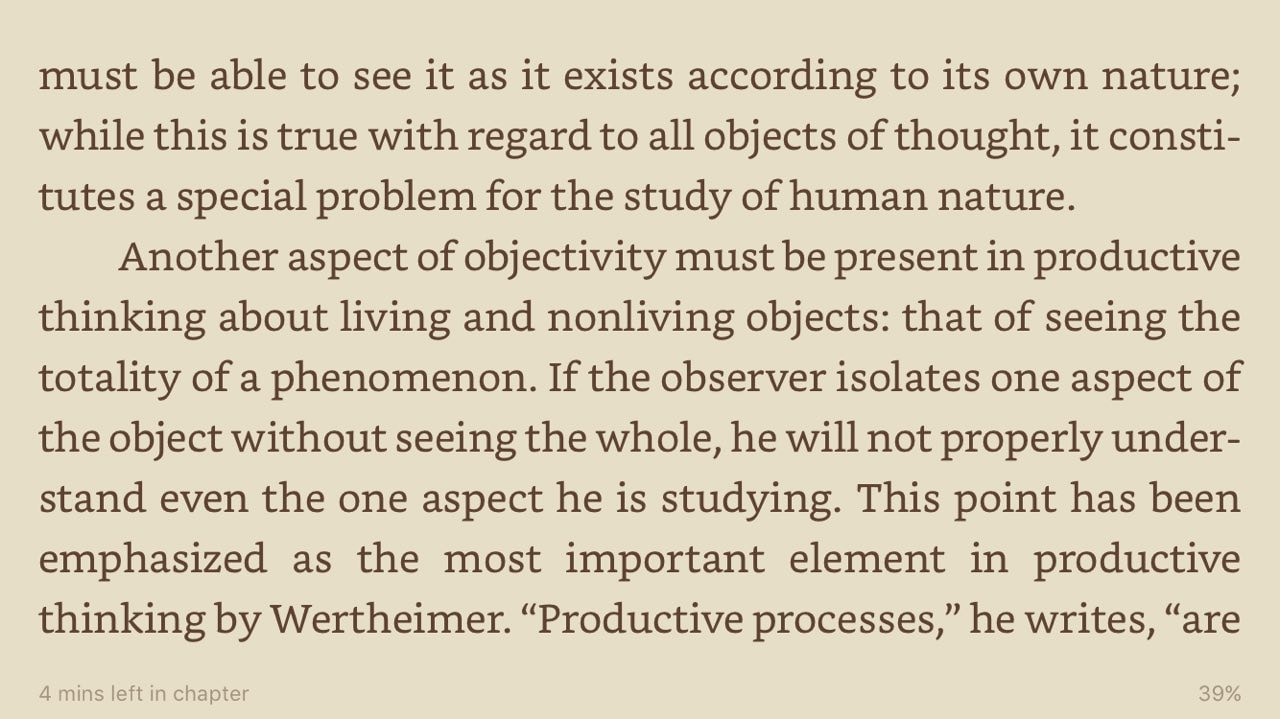 must be able to see it as it exists according to its own nature;
while this is true with regard to all objects of thought, it consti-
tutes a special problem for the study of human nature.
Another aspect of objectivity must be present in productive
thinking about living and nonliving objects: that of seeing the
totality of a phenomenon. If the observer isolates one aspect of
the object without seeing the whole, he will not properly under-
stand even the one aspect he is studying. This point has been
emphasized as the most important element in productive
thinking by Wertheimer. “Productive processes,” he writes, “are
4 mins left in chapter
39%